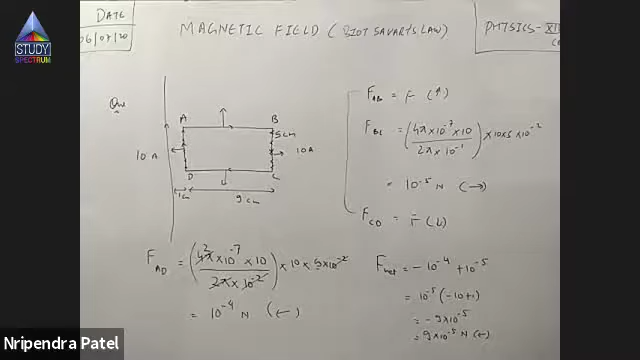 DATE
06/07/20
MAGNETIC FIELD (BIOT SAVART'S LAW)
PHYSICS-XII
STUDY
SPECTRUM
Qn
A
B
5cm
10 A
10A
D
C
1cm
9cm
F_AB = F (↑)
F_BC = (4π×10^-7×10 / 2π×10^-1) ×10×5×10^-2
= 10^-5 N (→)
F_CD = F (↓)
F_AD = (4π×10^-7×10 / 2π×10^-2) ×10×5×10^-2
= 10^-4 N (←)
F_net = -10^-4 + 10^-5
= 10^-5 (-10+1)
= -9×10^-5
= 9×10^-5 N (←)
Nripendra Patel